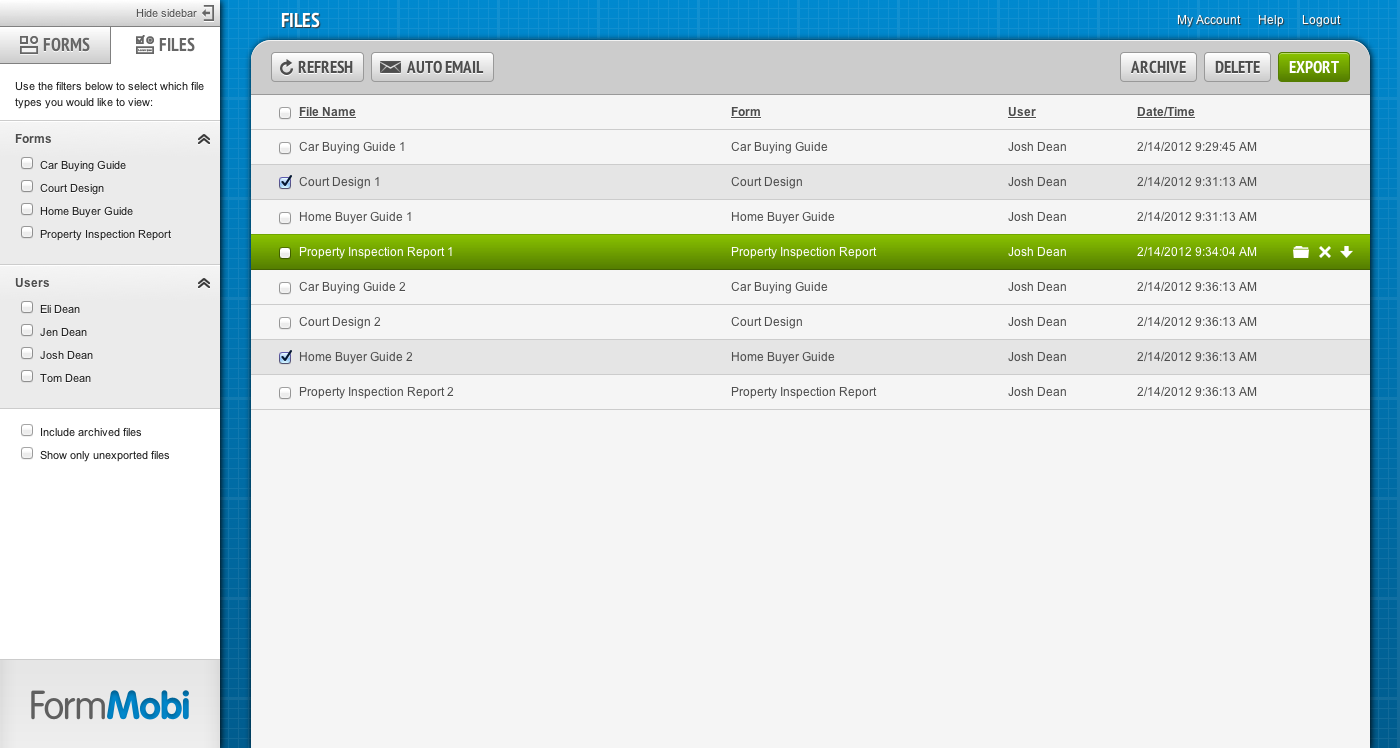 Hide sidebar
FORMS
FILES
Use the filters below to select which file
types you would like to view:
Forms
Car Buying Guide
Court Design
Home Buyer Guide
Property Inspection Report
Users
Eli Dean
Jen Dean
Josh Dean
Tom Dean
Include archived files
Show only unexported files
FormMobi
FILES
My Account Help Logout
REFRESH AUTO EMAIL ARCHIVE DELETE EXPORT
File Name Form User Date/Time
Car Buying Guide 1 Car Buying Guide Josh Dean 2/14/2012 9:29:45 AM
Court Design 1 Court Design Josh Dean 2/14/2012 9:31:13 AM
Home Buyer Guide 1 Home Buyer Guide Josh Dean 2/14/2012 9:31:13 AM
Property Inspection Report 1 Property Inspection Report Josh Dean 2/14/2012 9:34:04 AM
Car Buying Guide 2 Car Buying Guide Josh Dean 2/14/2012 9:36:13 AM
Court Design 2 Court Design Josh Dean 2/14/2012 9:36:13 AM
Home Buyer Guide 2 Home Buyer Guide Josh Dean 2/14/2012 9:36:13 AM
Property Inspection Report 2 Property Inspection Report Josh Dean 2/14/2012 9:36:13 AM